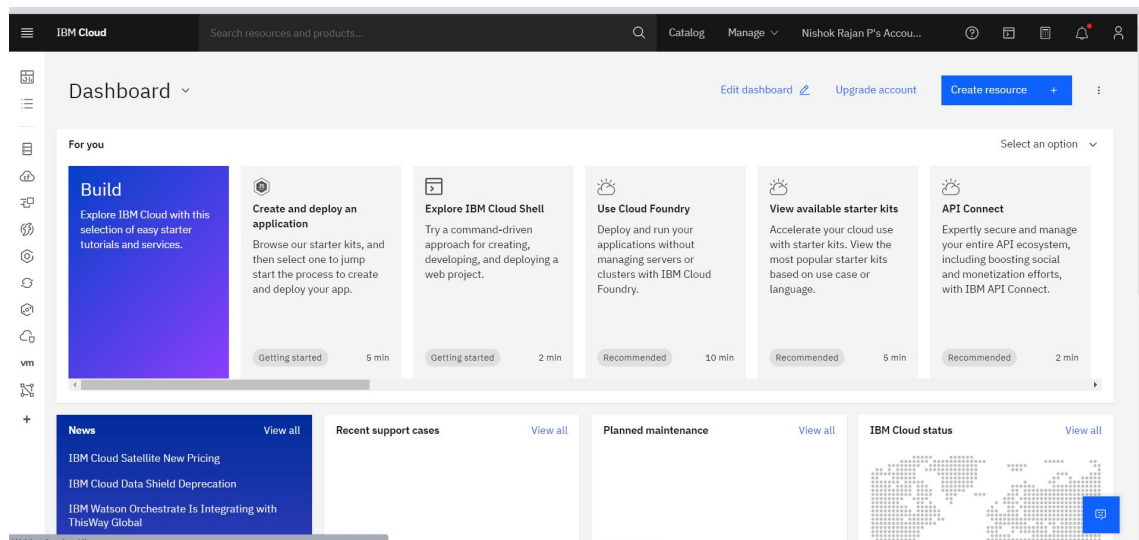 IBM Cloud
Search resources and products...
Catalog
Manage
Nishok Rajan P's Accou...
Dashboard
Edit dashboard
Upgrade account
Create resource +
For you
Select an option
Build
Explore IBM Cloud with this
selection of easy starter
tutorials and services.
Create and deploy an
application
Browse our starter kits, and
then select one to jump
start the process to create
and deploy your app.
Getting started
5 min
Explore IBM Cloud Shell
Try a command-driven
approach for creating,
developing, and deploying a
web project.
Getting started
2 min
Use Cloud Foundry
Deploy and run your
applications without
managing servers or
clusters with IBM Cloud
Foundry.
Recommended
10 min
View available starter kits
Accelerate your cloud use
with starter kits. View the
most popular starter kits
based on use case or
language.
Recommended
5 min
API Connect
Expertly secure and manage
your entire API ecosystem,
including boosting social
and monetization efforts,
with IBM API Connect.
Recommended
2 min
vm
News
View all
IBM Cloud Satellite New Pricing
IBM Cloud Data Shield Deprecation
IBM Watson Orchestrate Is Integrating with
ThisWay Global
Recent support cases
View all
Planned maintenance
View all
IBM Cloud status
View all